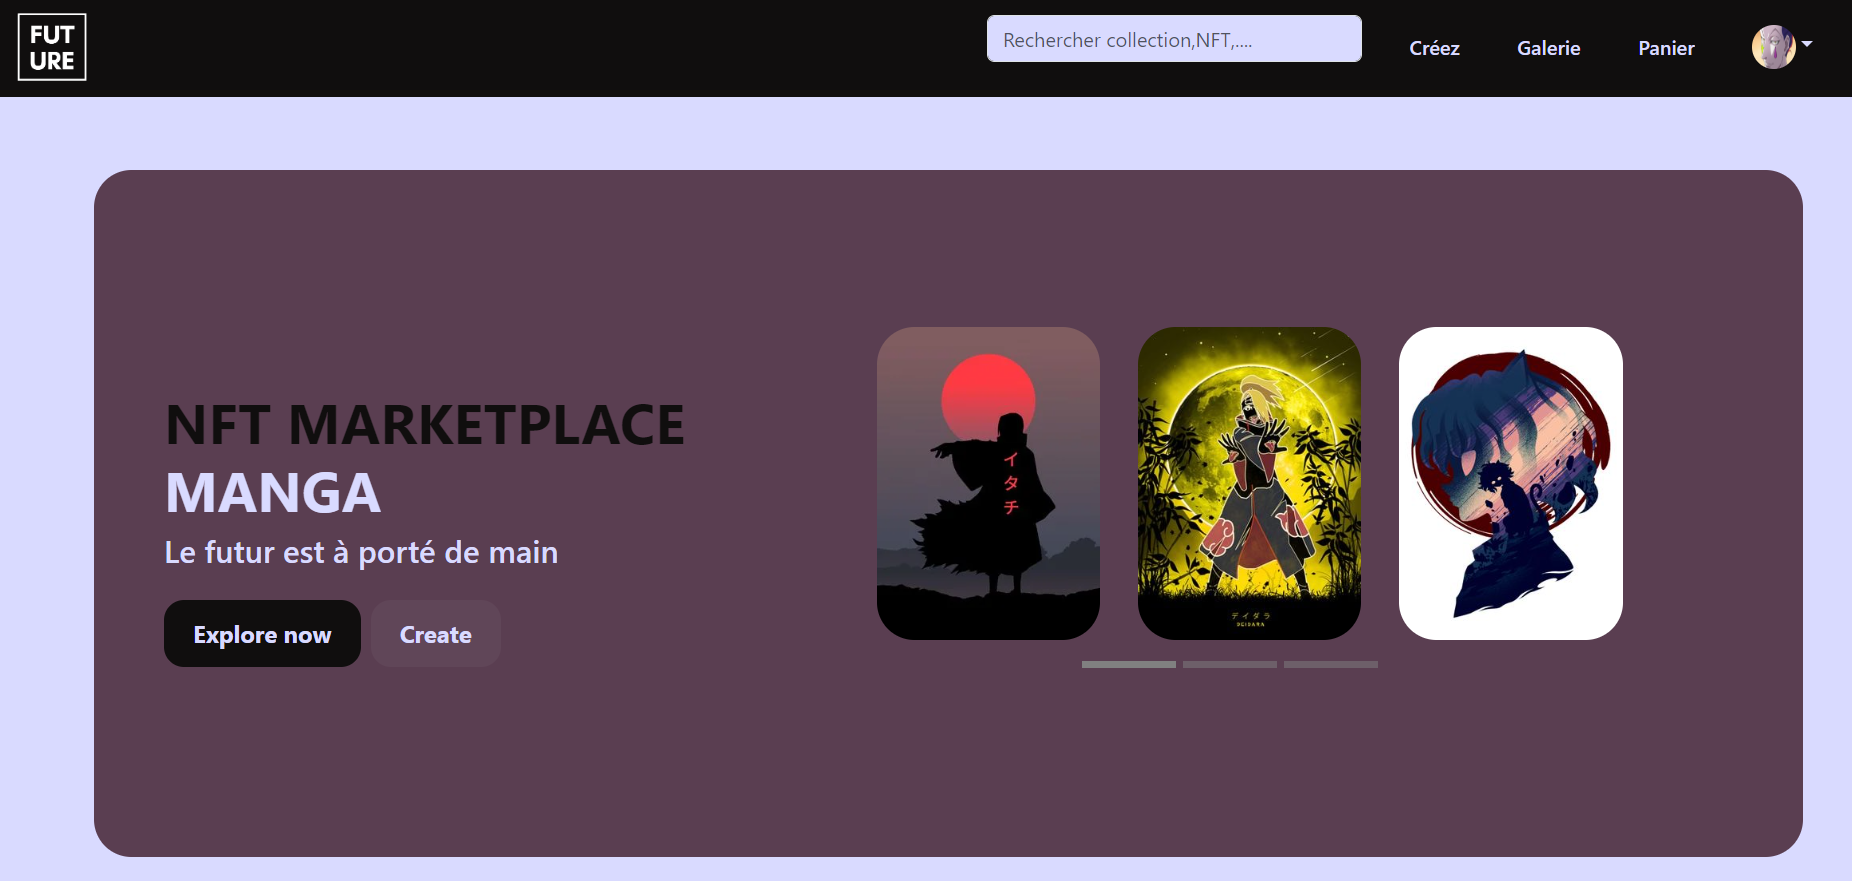 FUT
URE
Rechercher collection,NFT,....
Créez
Galerie
Panier
NFT MARKETPLACE
MANGA
Le futur est à porté de main
Explore now
Create
イタチ
デイダラ
DEIDARA